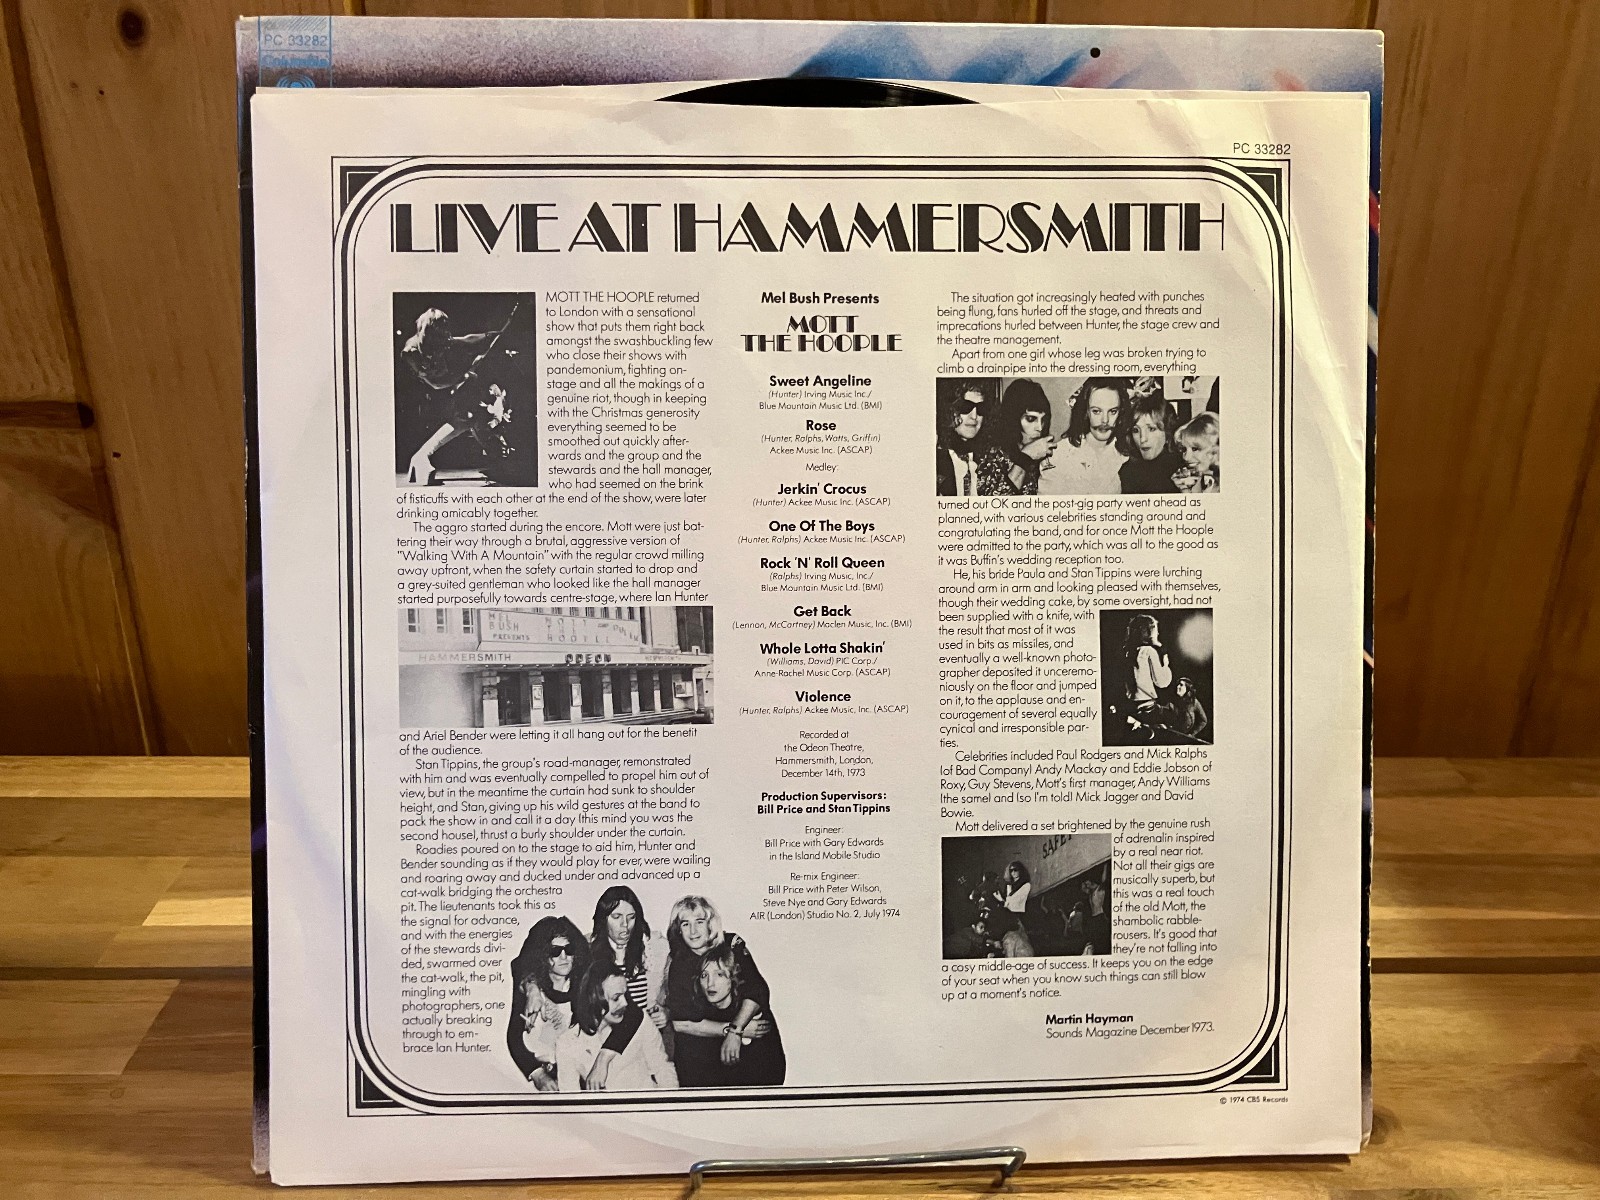 PC 33282
Columbia
PC 33282
LIVE AT HAMMERSMITH
MOTT THE HOOPLE returned
to London with a sensational
show that puts them right back
amongst the swashbuckling few
who close their shows with
pandemonium, fighting on-
stage and all the makings of a
genuine riot, though in keeping
with the Christmas generosity
everything seemed to be
smoothed out quickly after-
wards and the group and the
stewards and the hall manager,
who had seemed on the brink
of fisticuffs with each other at the end of the show, were later
drinking amicably together.
The aggro started during the encore. Mott were just bat-
tering their way through a brutal, aggressive version of
"Walking With A Mountain" with the regular crowd milling
away upfront, when the safety curtain started to drop and
a grey-suited gentleman who looked like the hall manager
started purposefully towards centre-stage, where Ian Hunter
MEL
BUSH
PRESENTS
MOTT
THE
HOOPLE
HAMMERSMITH ODEON
and Ariel Bender were letting it all hang out for the benefit
of the audience.
Stan Tippins, the group's road-manager, remonstrated
with him and was eventually compelled to propel him out of
view, but in the meantime the curtain had sunk to shoulder
height, and Stan, giving up his wild gestures at the band to
pack the show in and call it a day (this mind you was the
second house), thrust a burly shoulder under the curtain.
Roadies poured on to the stage to aid him, Hunter and
Bender sounding as if they would play for ever, were wailing
and roaring away and ducked under and advanced up a
cat-walk bridging the orchestra
pit. The lieutenants took this as
the signal for advance,
and with the energies
of the stewards divi-
ded, swarmed over
the cat-walk, the pit,
mingling with
photographers, one
actually breaking
through to em-
brace Ian Hunter.
Mel Bush Presents
MOTT
THE HOOPLE
Sweet Angeline
(Hunter) Irving Music Inc./
Blue Mountain Music Ltd. (BMI)
Rose
(Hunter, Ralphs, Watts, Griffin)
Ackee Music Inc. (ASCAP)
Medley:
Jerkin' Crocus
(Hunter) Ackee Music Inc. (ASCAP)
One Of The Boys
(Hunter, Ralphs) Ackee Music Inc. (ASCAP)
Rock 'N' Roll Queen
(Ralphs) Irving Music, Inc./
Blue Mountain Music Ltd. (BMI)
Get Back
(Lennon, McCartney) Maclen Music, Inc. (BMI)
Whole Lotta Shakin'
(Williams, David) PIC Corp./
Anne-Rachel Music Corp. (ASCAP)
Violence
(Hunter, Ralphs) Ackee Music, Inc. (ASCAP)
Recorded at
the Odeon Theatre,
Hammersmith, London,
December 14th, 1973
Production Supervisors:
Bill Price and Stan Tippins
Engineer:
Bill Price with Gary Edwards
in the Island Mobile Studio
Re-mix Engineer:
Bill Price with Peter Wilson,
Steve Nye and Gary Edwards
AIR (London) Studio No. 2, July 1974
The situation got increasingly heated with punches
being flung, fans hurled off the stage, and threats and
imprecations hurled between Hunter, the stage crew and
the theatre management.
Apart from one girl whose leg was broken trying to
climb a drainpipe into the dressing room, everything
turned out OK and the post-gig party went ahead as
planned, with various celebrities standing around and
congratulating the band, and for once Mott the Hoople
were admitted to the party, which was all to the good as
it was Buffin's wedding reception too.
He, his bride Paula and Stan Tippins were lurching
around arm in arm and looking pleased with themselves,
though their wedding cake, by some oversight, had not
been supplied with a knife, with
the result that most of it was
used in bits as missiles, and
eventually a well-known photo-
grapher deposited it unceremo-
niously on the floor and jumped
on it, to the applause and en-
couragement of several equally
cynical and irresponsible par-
ties.
Celebrities included Paul Rodgers and Mick Ralphs
(of Bad Company) Andy Mackay and Eddie Jobson of
Roxy, Guy Stevens, Mott's first manager, Andy Williams
(the same) and (so I'm told) Mick Jagger and David
Bowie.
Mott delivered a set brightened by the genuine rush
SAFE
of adrenalin inspired
by a real near riot.
Not all their gigs are
musically superb, but
this was a real touch
of the old Mott, the
shambolic rabble-
rousers. It's good that
they're not falling into
a cosy middle-age of success. It keeps you on the edge
of your seat when you know such things can still blow
up at a moment's notice.
Martin Hayman
Sounds Magazine December 1973.
© 1974 CBS Records